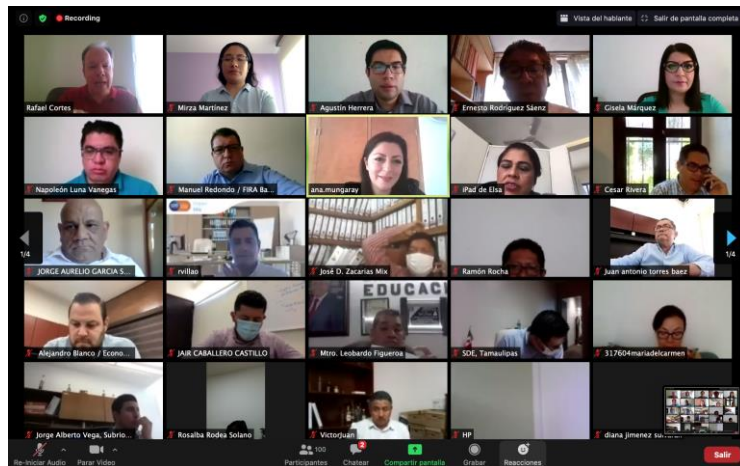 Recording
Vista del hablante
Salir de pantalla completa
Rafael Cortes
Mirza Martínez
Agustín Herrera
Ernesto Rodríguez Sáenz
Gisela Márquez
Napoleón Luna Vanegas
Manuel Redondo / FIRA Ba...
ana.mungaray
iPad de Elsa
Cesar Rivera
1/4
JORGE AURELIO GARCIA S...
rvillao
José D. Zacarias Mix
Ramón Rocha
Juan antonio torres baez
1/4
EDUCAC
Alejandro Blanco / Econo...
JAIR CABALLERO CASTILLO
Mtro. Leobardo Figueroa
SDE, Tamaulipas
317604mariadelcarmen
Jorge Alberto Vega, Subrio...
Rosalba Rodea Solano
VictorJuan
HP
diana jimenez
Re-Iniciar Audio
Parar Video
100
Participantes
2
Chatear
Compartir pantalla
Grabar
Reacciones
Salir